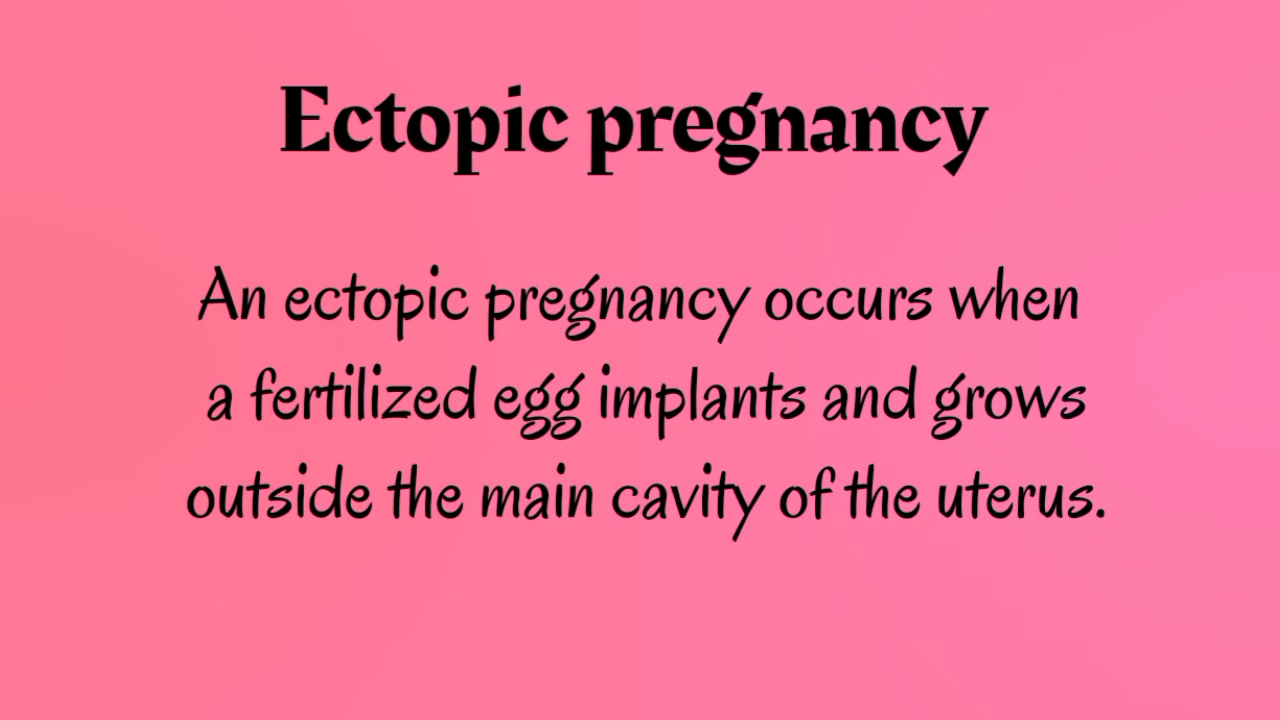 Ectopic pregnancy
An ectopic pregnancy occurs when
a fertilized egg implants and grows
outside the main cavity of the uterus.